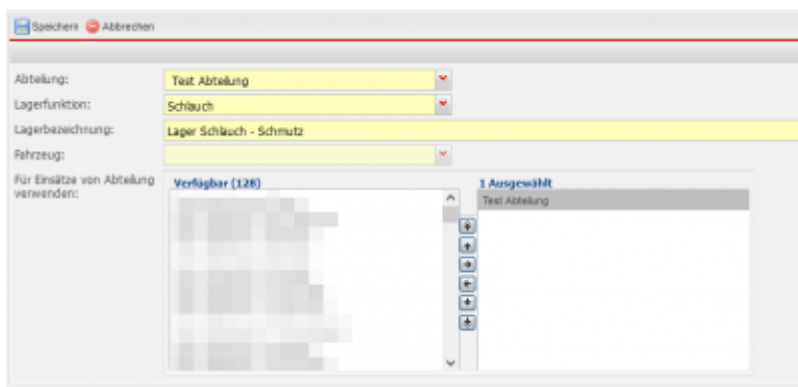 Speichern Abbrechen
Abteilung: Test Abteilung
Lagerfunktion: Schlauch
Lagerbezeichnung: Lager Schlauch - Schmutz
Fahrzeug:
Für Einsätze von Abteilung verwenden:
Verfügbar (128) 1 Ausgewählt
Test Abteilung